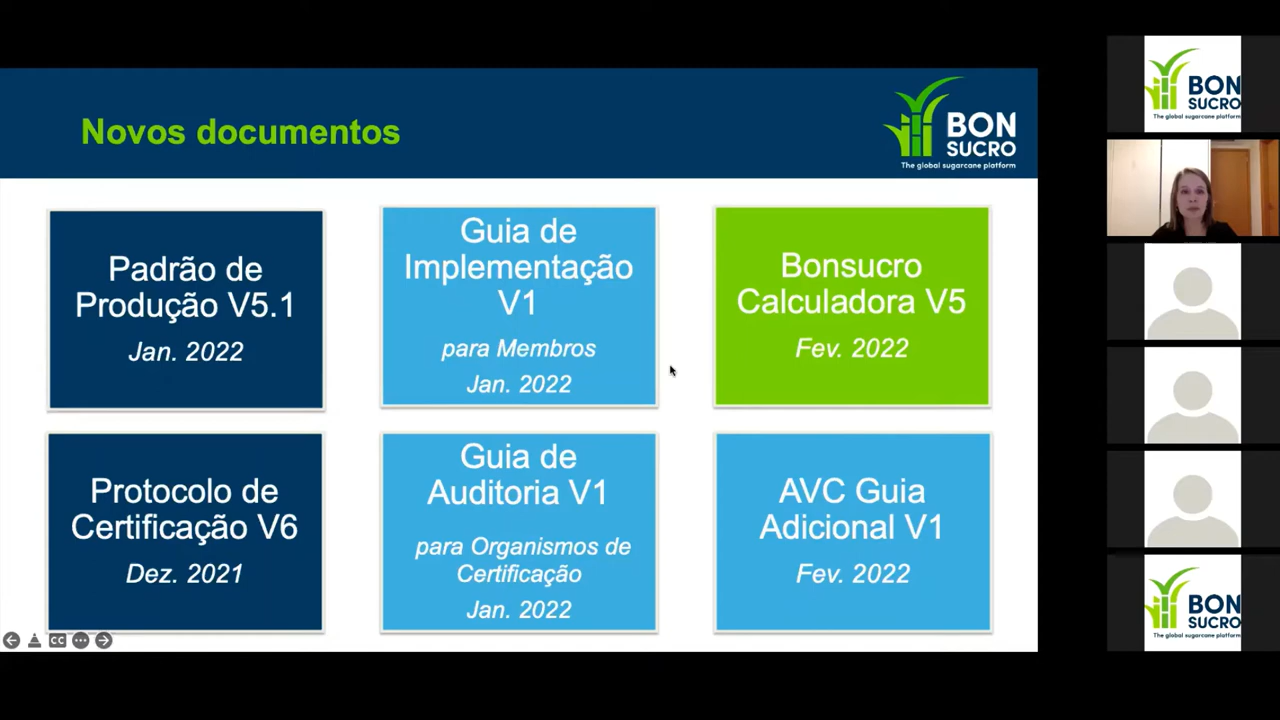 Novos documentos
BON
SUCRO
The global sugarcane platform
Padrão de
Produção V5.1
Jan. 2022
Guia de
Implementação
V1
para Membros
Jan. 2022
Bonsucro
Calculadora V5
Fev. 2022
Protocolo de
Certificação V6
Dez. 2021
Guia de
Auditoria V1
para Organismos de
Certificação
Jan. 2022
AVC Guia
Adicional V1
Fev. 2022
CC
BON
SUCRO
The global sugarcane platform
BON
SUCRO
The global sugarcane platform